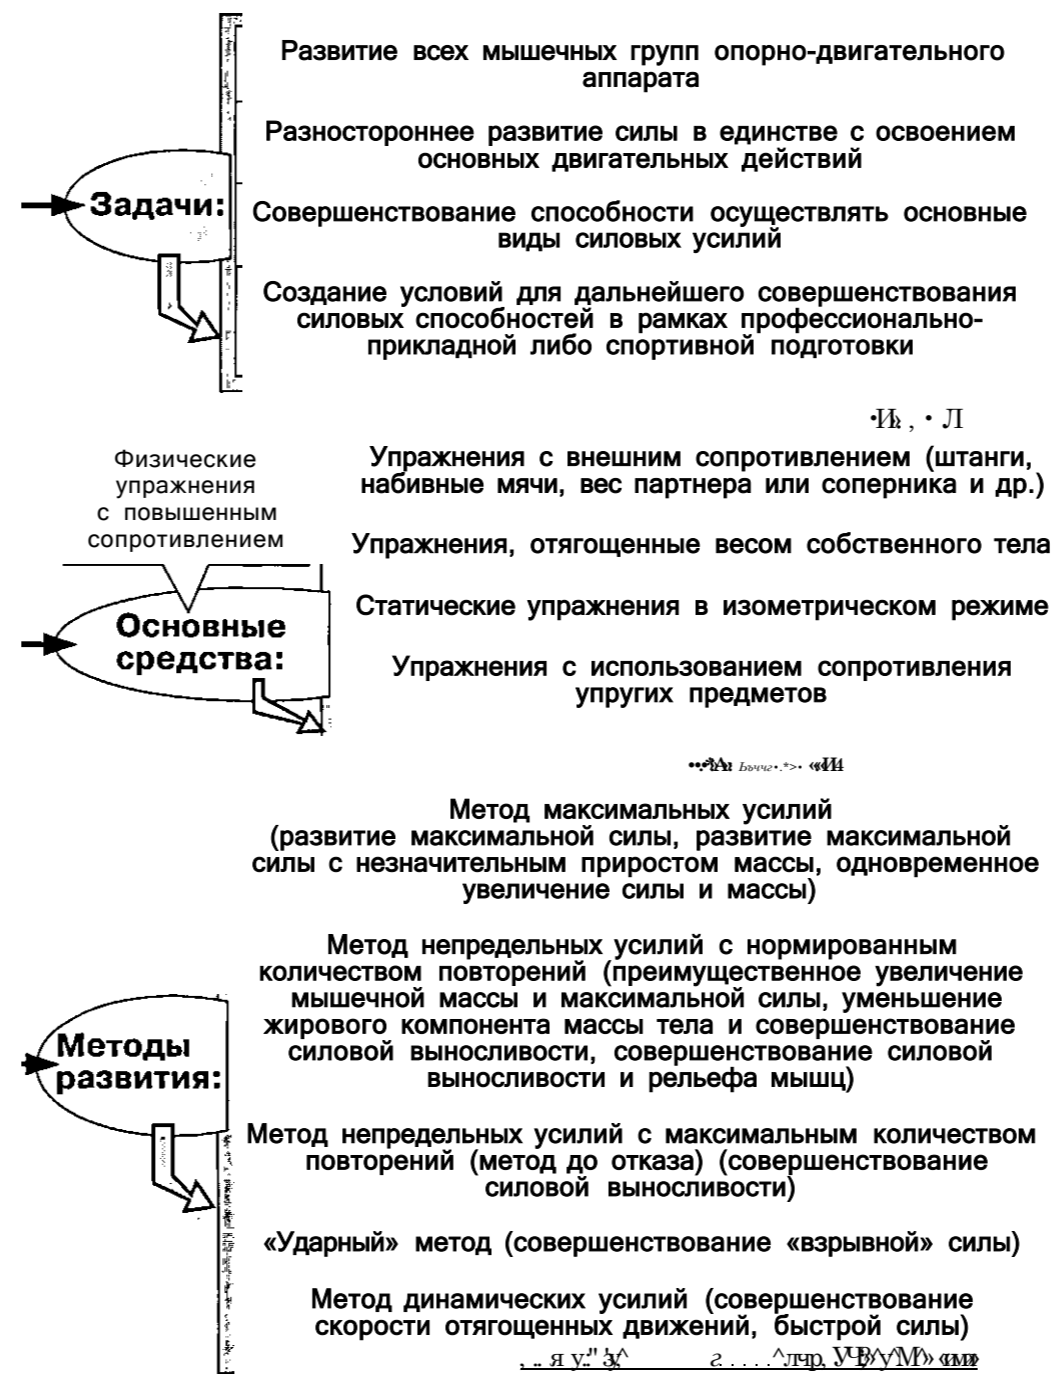 Развитие всех мышечных групп опорно-двигательного
аппарата
Разностороннее развитие силы в единстве с освоением
основных двигательных действий
Задачи:
Совершенствование способности осуществлять основные
виды силовых усилий
Создание условий для дальнейшего совершенствования
силовых способностей в рамках профессионально-
прикладной либо спортивной подготовки
Физические
упражнения
с повышенным
сопротивлением
Основные
средства:
Упражнения с внешним сопротивлением (штанги,
набивные мячи, вес партнера или соперника и др.)
Упражнения, отягощенные весом собственного тела
Статические упражнения в изометрическом режиме
Упражнения с использованием сопротивления
упругих предметов
Метод максимальных усилий
(развитие максимальной силы, развитие максимальной
силы с незначительным приростом массы, одновременное
увеличение силы и массы)
Метод непредельных усилий с нормированным
количеством повторений (преимущественное увеличение
мышечной массы и максимальной силы, уменьшение
жирового компонента массы тела и совершенствование
силовой выносливости, совершенствование силовой
выносливости и рельефа мышц)
Методы
развития:
Метод непредельных усилий с максимальным количеством
повторений (метод до отказа) (совершенствование
силовой выносливости)
«Ударный» метод (совершенствование «взрывной» силы)
Метод динамических усилий (совершенствование
скорости отягощенных движений, быстрой силы)